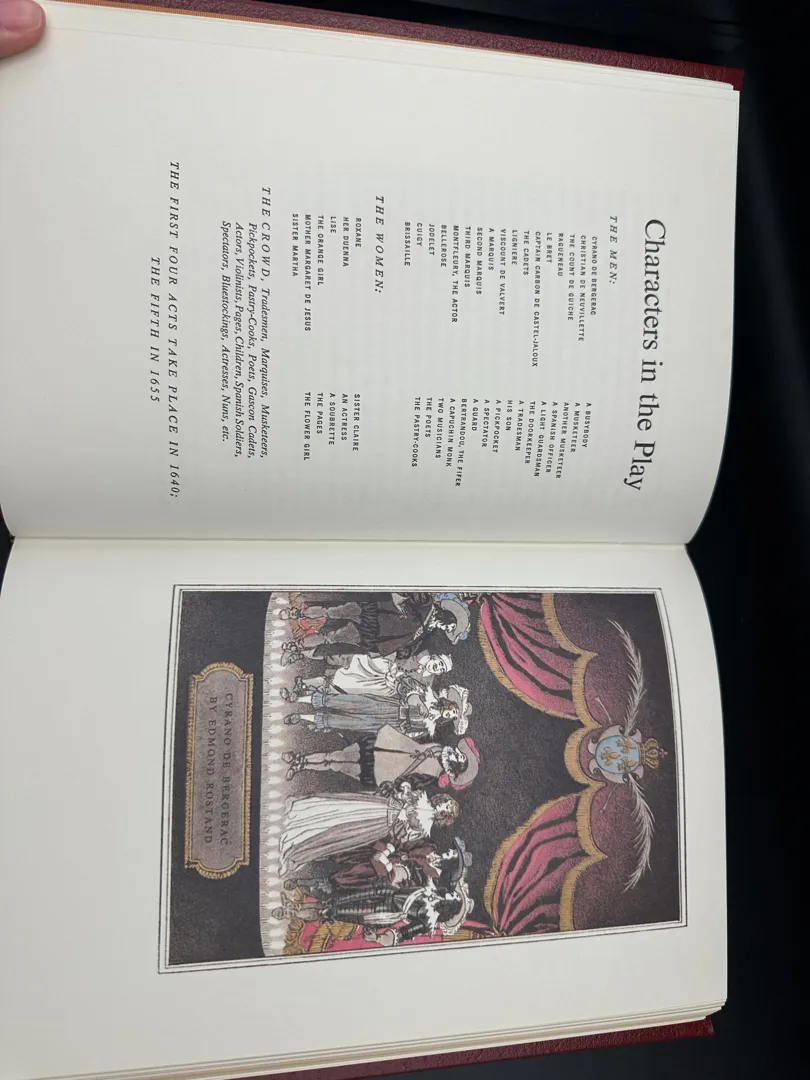 Characters in the Play
THE MEN:
CYRANO DE BERGERAC
CHRISTIAN DE NEUVILLETTE
THE COUNT DE GUICHE
RAGUENEAU
LE BRET
CAPTAIN CARBON DE CASTEL-JALOUX
THE CADETS
LIGNIERE
VISCOUNT DE VALVERT
A MARQUIS
SECOND MARQUIS
THIRD MARQUIS
MONTFLEURY, THE ACTOR
BELLEROSE
JODELET
CUIGY
BRISSAILLE
A BUSYBODY
A MUSKETEER
ANOTHER MUSKETEER
A SPANISH OFFICER
A LIGHT GUARDSMAN
THE DOORKEEPER
A TRADESMAN
HIS SON
A PICKPOCKET
A SPECTATOR
A GUARD
BERTRANDOU, THE FIFER
A CAPUCHIN MONK
TWO MUSICIANS
THE POETS
THE PASTRY-COOKS
THE WOMEN:
ROXANE
HER DUENNA
LISE
THE ORANGE GIRL
MOTHER MARGARET DE JESUS
SISTER MARTHA
SISTER CLAIRE
AN ACTRESS
A SOUBRETTE
THE PAGES
THE FLOWER GIRL
THE CROWD, Tradesmen, Marquises, Musketeers,
Pickpockets, Pastry-Cooks, Poets, Gascon Cadets,
Actors, Violinists, Pages, Children, Spanish Soldiers,
Spectators, Bluestockings, Actresses, Nuns, etc.
THE FIRST FOUR ACTS TAKE PLACE IN 1640;
THE FIFTH IN 1655
CYRANO DE BERGERAC
BY EDMOND ROSTAND